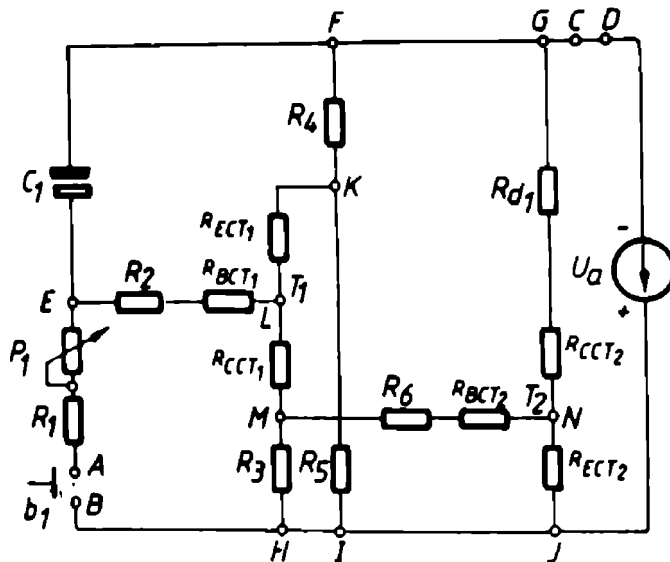 F G C D
R4
C1
K
Rd1
RECT1
-
Ua
+
R2 RBCT1 T1
E
L
P1
RCCT1
RCCT2
R6 RBCT2 T2
M N
R1
A
R3 R5
RECT2
b1 B
H I J